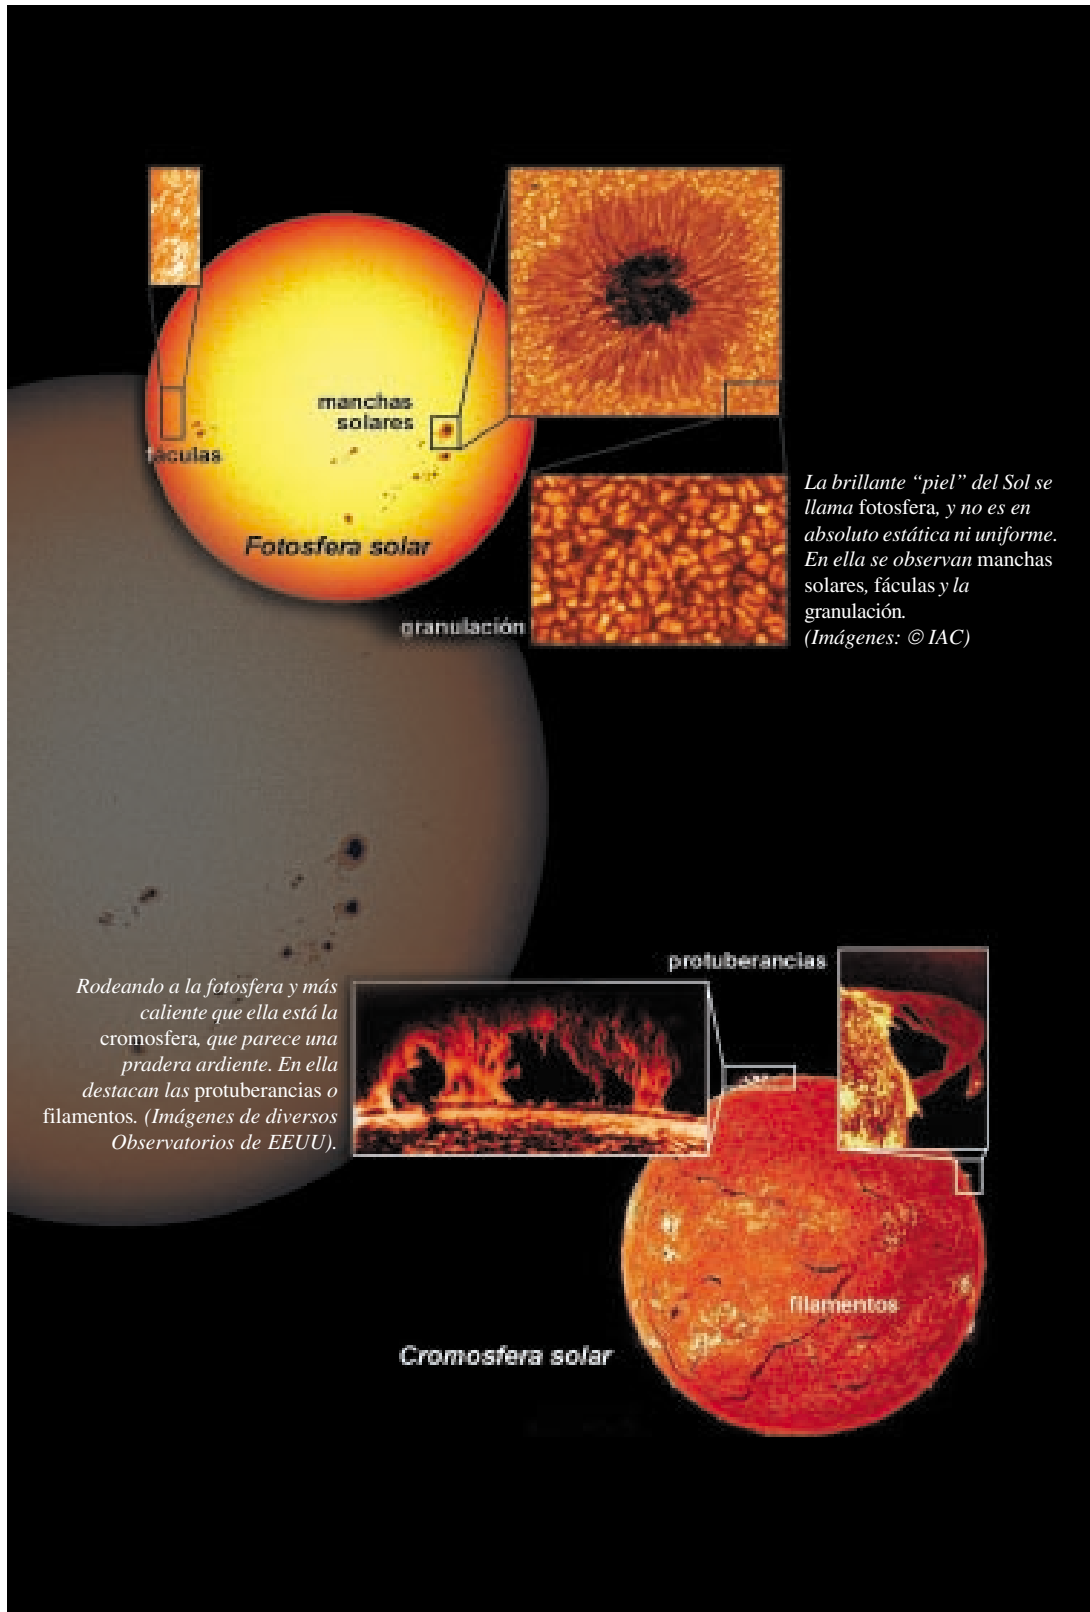 manchas
solares
fáculas
Fotosfera solar
granulación
La brillante “piel” del Sol se
llama fotosfera, y no es en
absoluto estática ni uniforme.
En ella se observan manchas
solares, fáculas y la
granulación.
(Imágenes: © IAC)
protuberancias
Rodeando a la fotosfera y más
caliente que ella está la
cromosfera, que parece una
pradera ardiente. En ella
destacan las protuberancias o
filamentos. (Imágenes de diversos
Observatorios de EEUU).
filamentos
Cromosfera solar